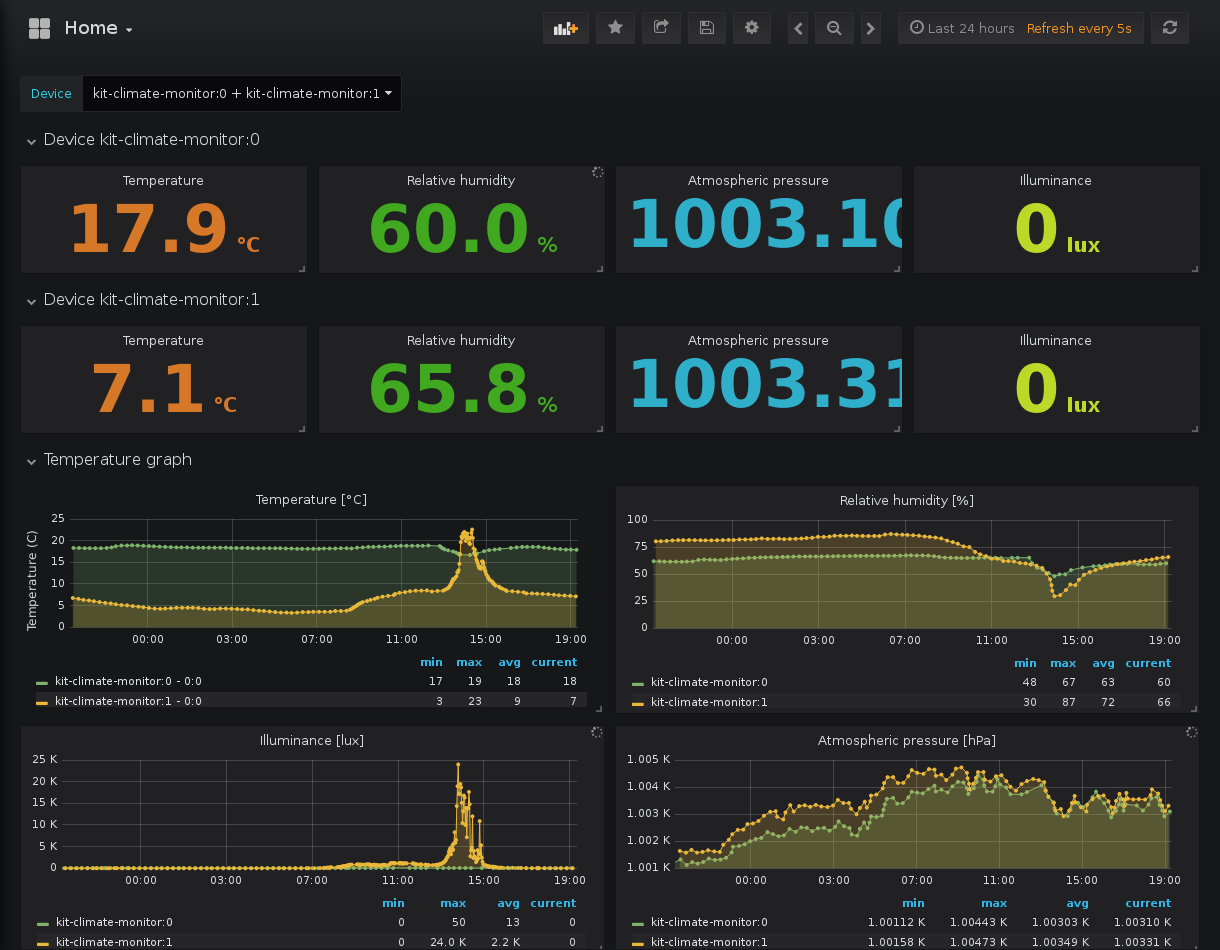 Home
Last 24 hours Refresh every 5s
Device kit-climate-monitor:0 + kit-climate-monitor:1
Device kit-climate-monitor:0
Temperature Relative humidity Atmospheric pressure Illuminance
17.9 °C 60.0 % 1003.10 0 lux
Device kit-climate-monitor:1
Temperature Relative humidity Atmospheric pressure Illuminance
7.1 °C 65.8 % 1003.31 0 lux
Temperature graph
Temperature [°C]
Temperature (C)
25
20
15
10
5
0
00:00 03:00 07:00 11:00 15:00 19:00
min max avg current
kit-climate-monitor:0 - 0:0 17 19 18 18
kit-climate-monitor:1 - 0:0 3 23 9 7
Relative humidity [%]
100
75
50
25
0
00:00 03:00 07:00 11:00 15:00 19:00
min max avg current
kit-climate-monitor:0 48 67 63 60
kit-climate-monitor:1 30 87 72 66
Illuminance [lux]
25 K
20 K
15 K
10 K
5 K
0
00:00 03:00 07:00 11:00 15:00 19:00
min max avg current
kit-climate-monitor:0 0 50 13 0
kit-climate-monitor:1 0 24.0 K 2.2 K 0
Atmospheric pressure [hPa]
1.005 K
1.004 K
1.003 K
1.002 K
1.001 K
00:00 03:00 07:00 11:00 15:00 19:00
min max avg current
kit-climate-monitor:0 1.00112 K 1.00443 K 1.00303 K 1.00310 K
kit-climate-monitor:1 1.00158 K 1.00473 K 1.00349 K 1.00331 K